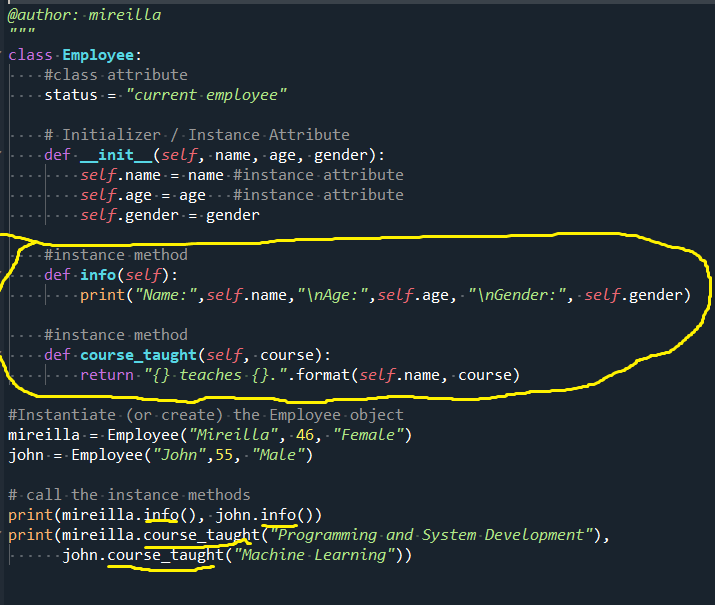 @author: mireilla
"""
class Employee:
    #class attribute
    status = "current employee"
    # Initializer / Instance Attribute
    def __init__(self, name, age, gender):
        self.name = name #instance attribute
        self.age = age   #instance attribute
        self.gender = gender
    #instance method
    def info(self):
        print("Name:",self.name,"\nAge:",self.age, "\nGender:", self.gender)
    #instance method
    def course_taught(self, course):
        return "{} teaches {}.".format(self.name, course)
#Instantiate (or create) the Employee object
mireilla = Employee("Mireilla", 46, "Female")
john = Employee("John",55, "Male")
# call the instance methods
print(mireilla.info(), john.info())
print(mireilla.course_taught("Programming and System Development"),
      john.course_taught("Machine Learning"))